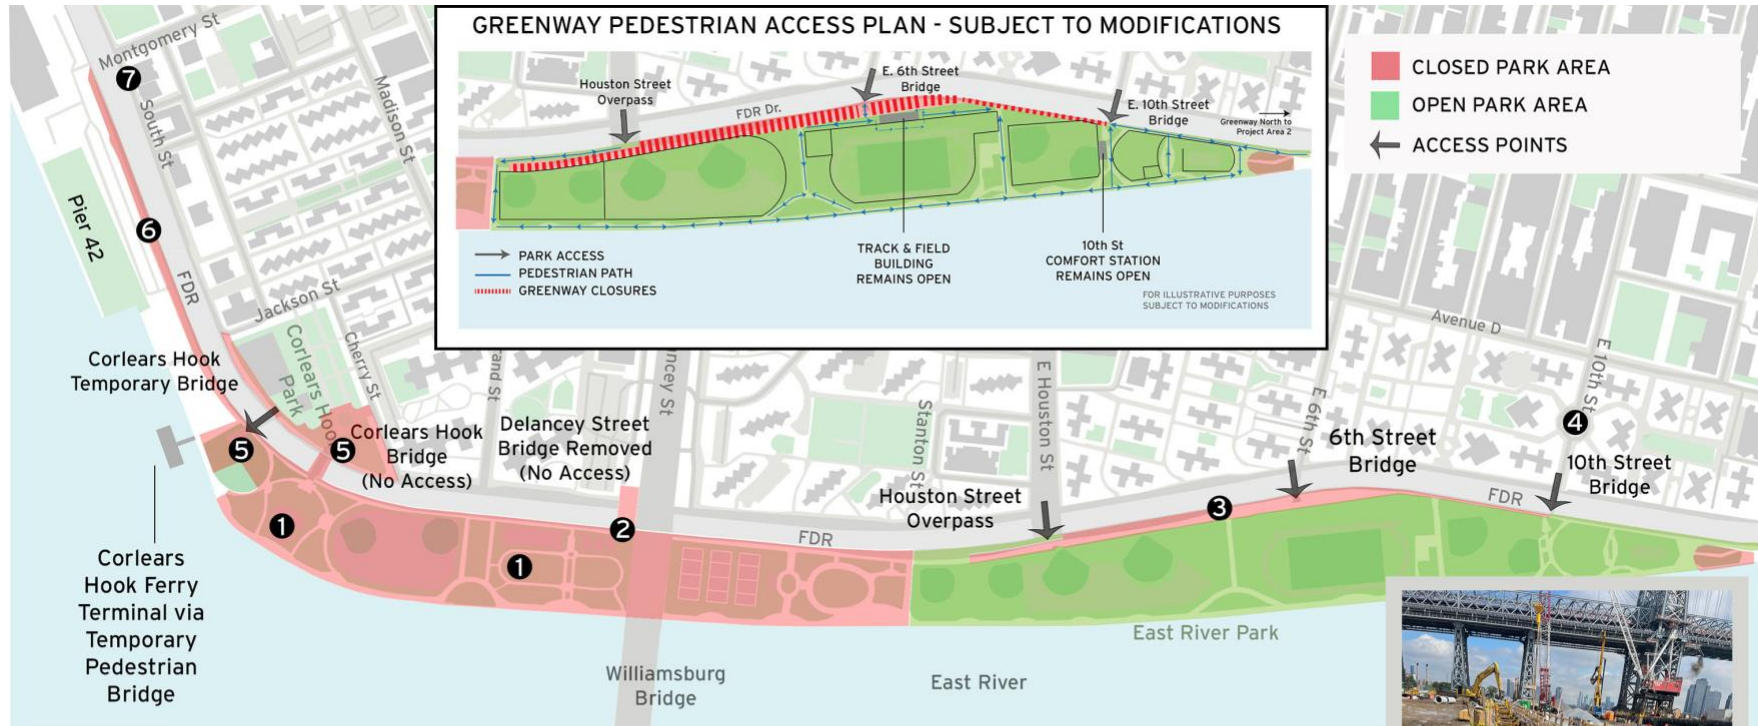 GREENWAY PEDESTRIAN ACCESS PLAN - SUBJECT TO MODIFICATIONS
Houston Street
Overpass
E. 6th Street
Bridge
FDR Dr.
E. 10th Street
Bridge
Greenway North to
Project Area 2
TRACK & FIELD
BUILDING
REMAINS OPEN
10th St
COMFORT STATION
REMAINS OPEN
PARK ACCESS
PEDESTRIAN PATH
GREENWAY CLOSURES
FOR ILLUSTRATIVE PURPOSES
SUBJECT TO MODIFICATIONS
CLOSED PARK AREA
OPEN PARK AREA
ACCESS POINTS
Montgomery St
7
South St
Madison St
Pier 42
6
FDR
Jackson St
Corlears Hook
Park
Cherry St
Corlears Hook
Temporary Bridge
5
5
Corlears Hook
Bridge
(No Access)
rand St
Delancey Street
Bridge Removed
(No Access)
ncey St
1
1
2
FDR
Corlears
Hook Ferry
Terminal via
Temporary
Pedestrian
Bridge
Stanton St
E Houston St
Houston Street
Overpass
3
E 6th St
6th Street
Bridge
Avenue D
E 10th St
4
10th Street
Bridge
FDR
East River Park
Williamsburg
Bridge
East River